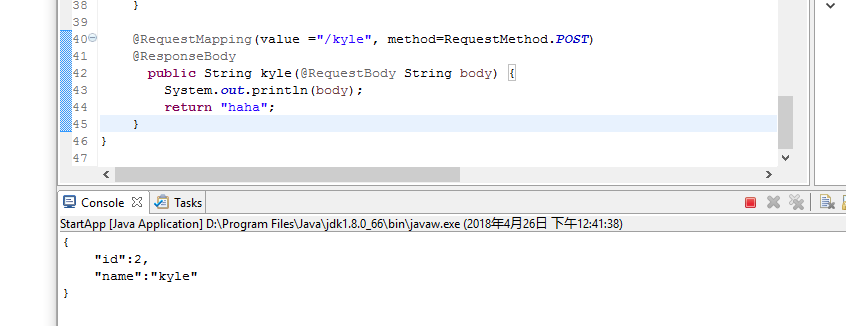 38 }
39
40 @RequestMapping(value ="/kyle", method=RequestMethod.POST)
41 @ResponseBody
42 public String kyle(@RequestBody String body) {
43 System.out.println(body);
44 return "haha";
45 }
46 }
47
Console Tasks
StartApp [Java Application] D:\Program Files\Java\jdk1.8.0_66\bin\javaw.exe (2018年4月26日 下午12:41:38)
{
"id":2,
"name":"kyle"
}